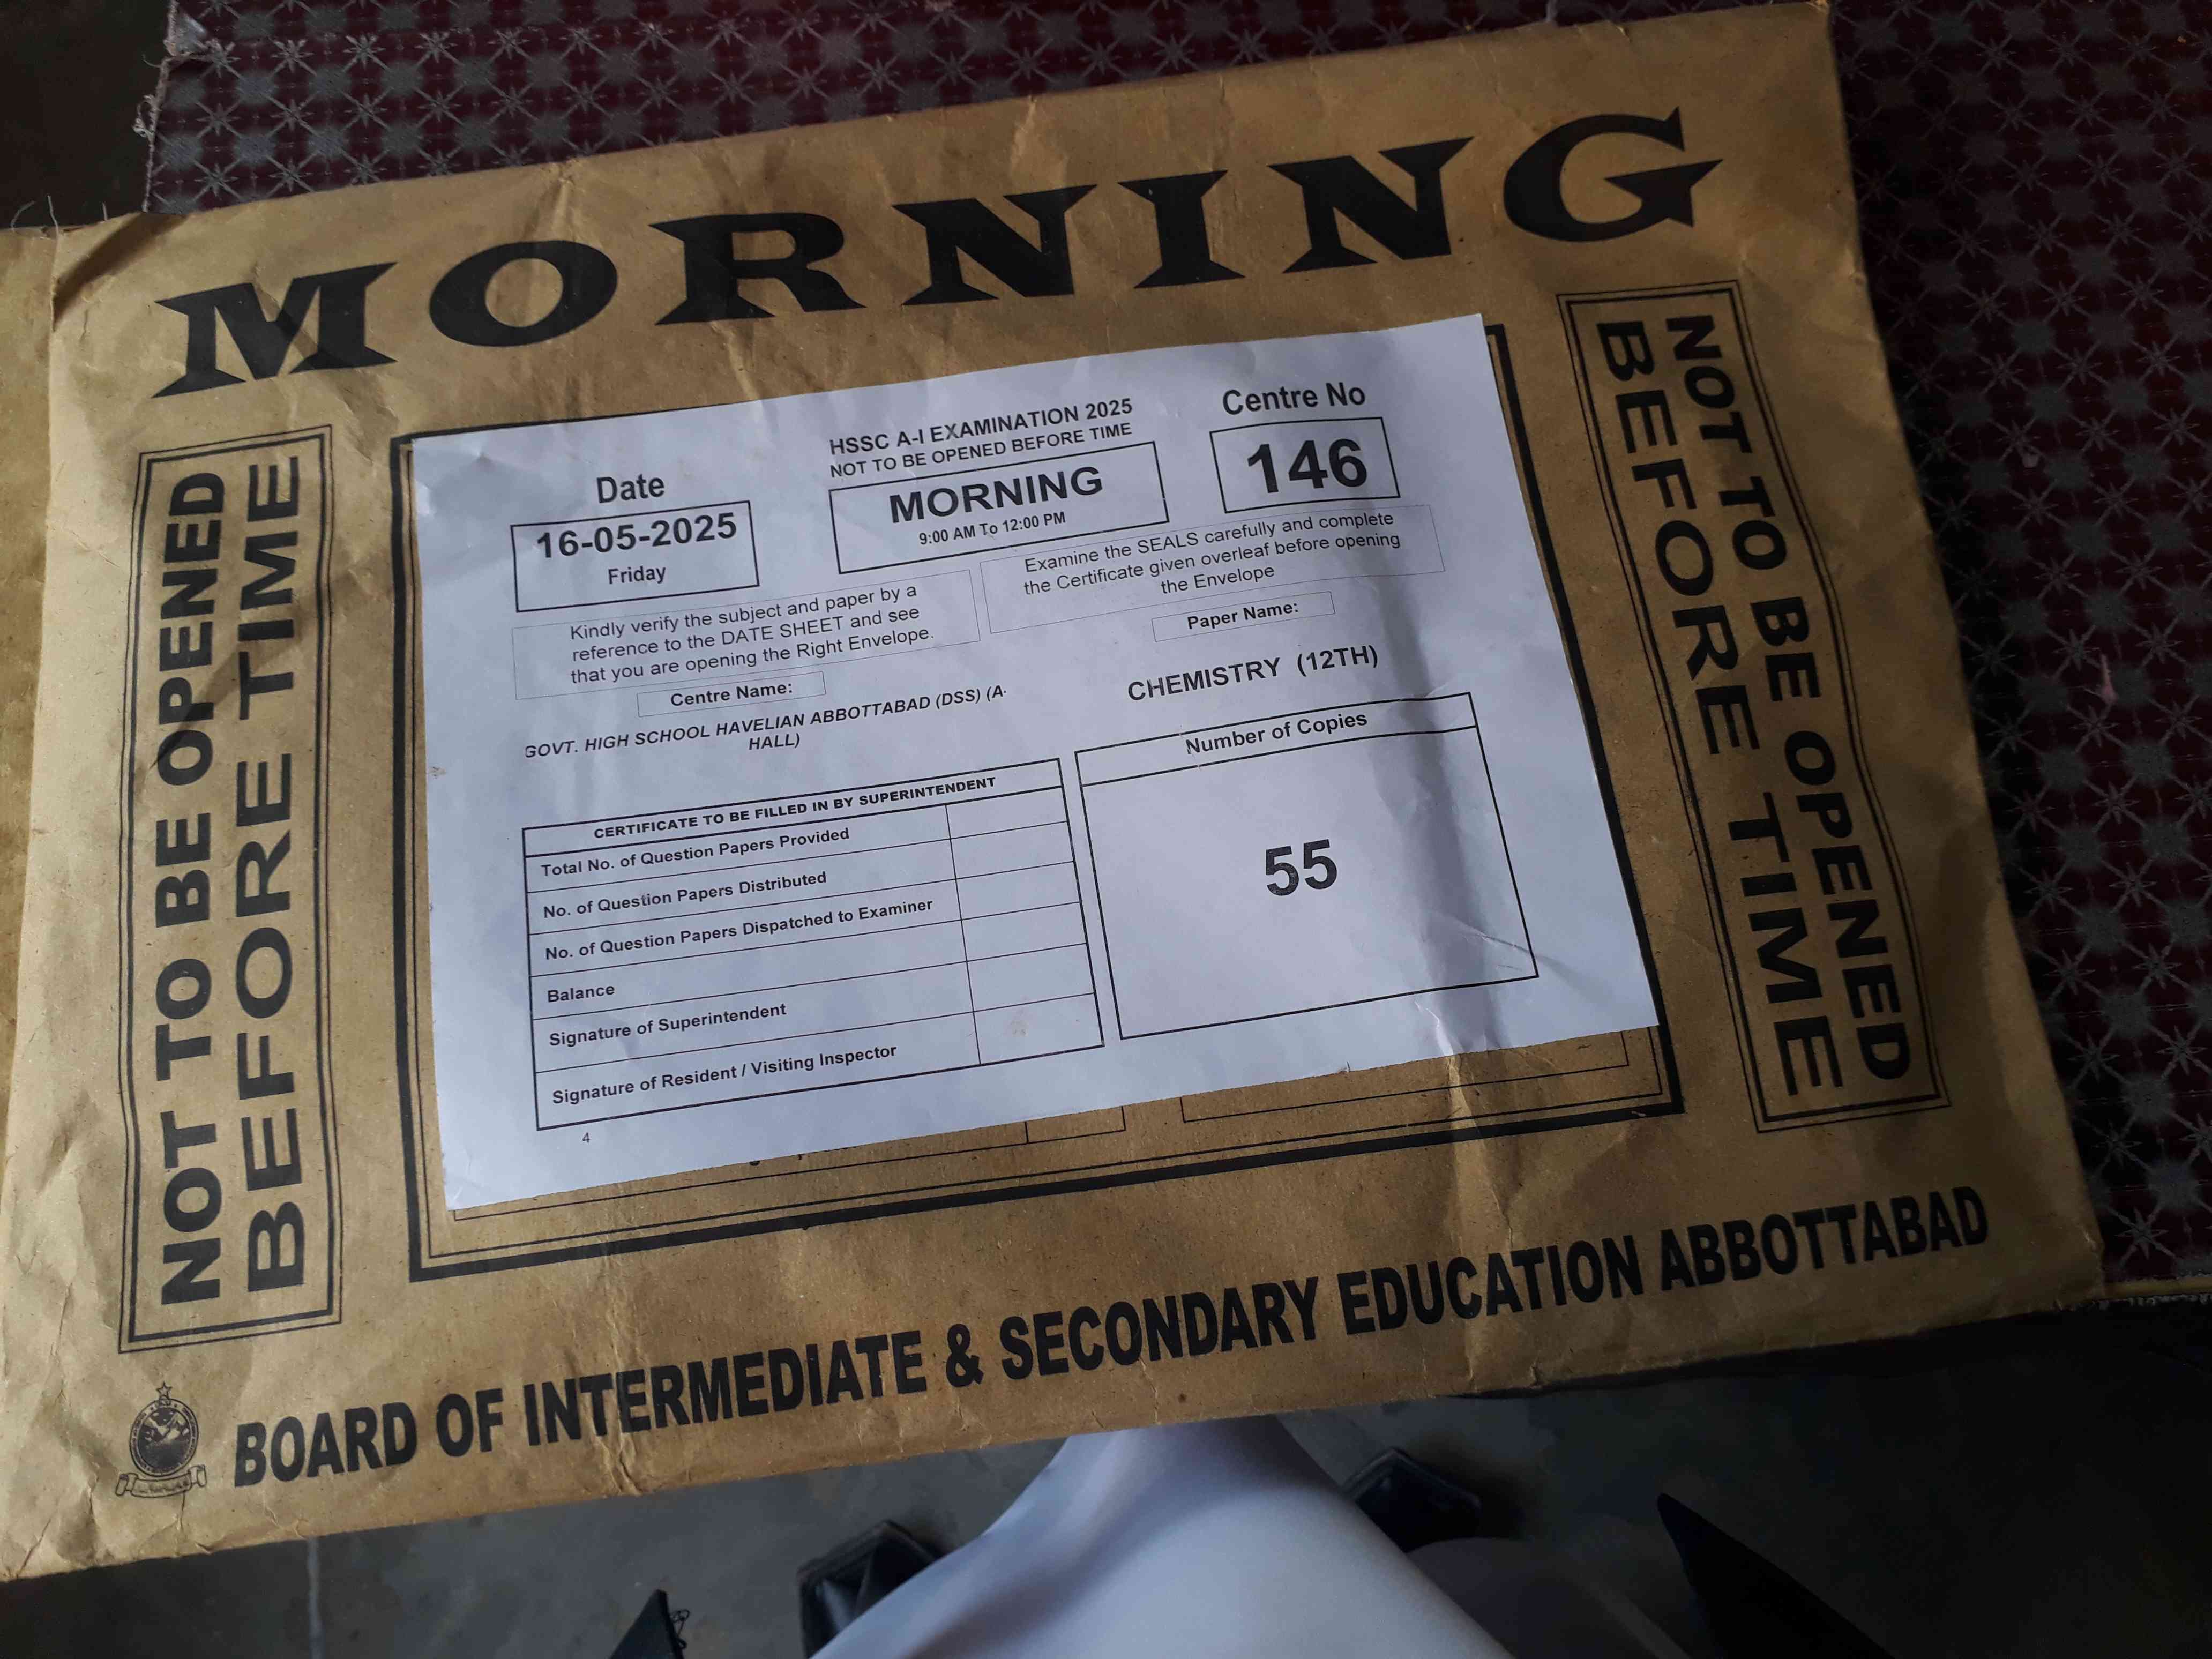 MORNING
NOT TO BE OPENED
BEFORE TIME
Date
16-05-2025
Friday
HSSC A-I EXAMINATION 2025
NOT TO BE OPENED BEFORE TIME
MORNING
9:00 AM To 12:00 PM
Centre No
146
Kindly verify the subject and paper by a
reference to the DATE SHEET and see
that you are opening the Right Envelope.
Examine the SEALS carefully and complete
the Certificate given overleaf before opening
the Envelope
Centre Name:
GOVT. HIGH SCHOOL HAVELIAN ABBOTTABAD (DSS) (A-
HALL)
Paper Name:
CHEMISTRY (12TH)
CERTIFICATE TO BE FILLED IN BY SUPERINTENDENT
Total No. of Question Papers Provided
No. of Question Papers Distributed
No. of Question Papers Dispatched to Examiner
Balance
Signature of Superintendent
Signature of Resident / Visiting Inspector
4
Number of Copies
55
NOT TO BE OPENED
BEFORE TIME
BOARD OF INTERMEDIATE & SECONDARY EDUCATION ABBOTTABAD